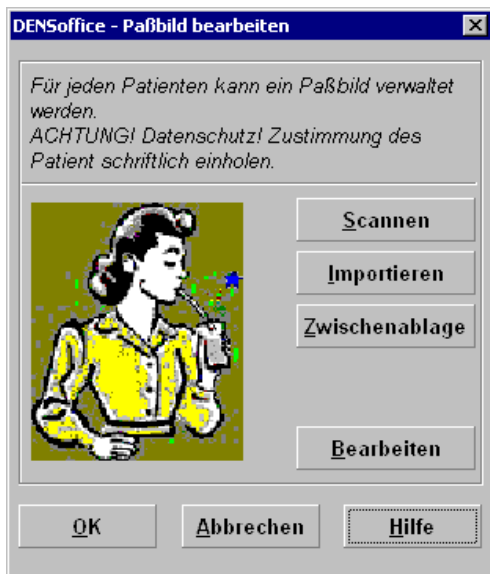 DENSoffice - Paßbild bearbeiten
Für jeden Patienten kann ein Paßbild verwaltet
werden.
ACHTUNG! Datenschutz! Zustimmung des
Patient schriftlich einholen.
Scannen
Importieren
Zwischenablage
Bearbeiten
OK
Abbrechen
Hilfe